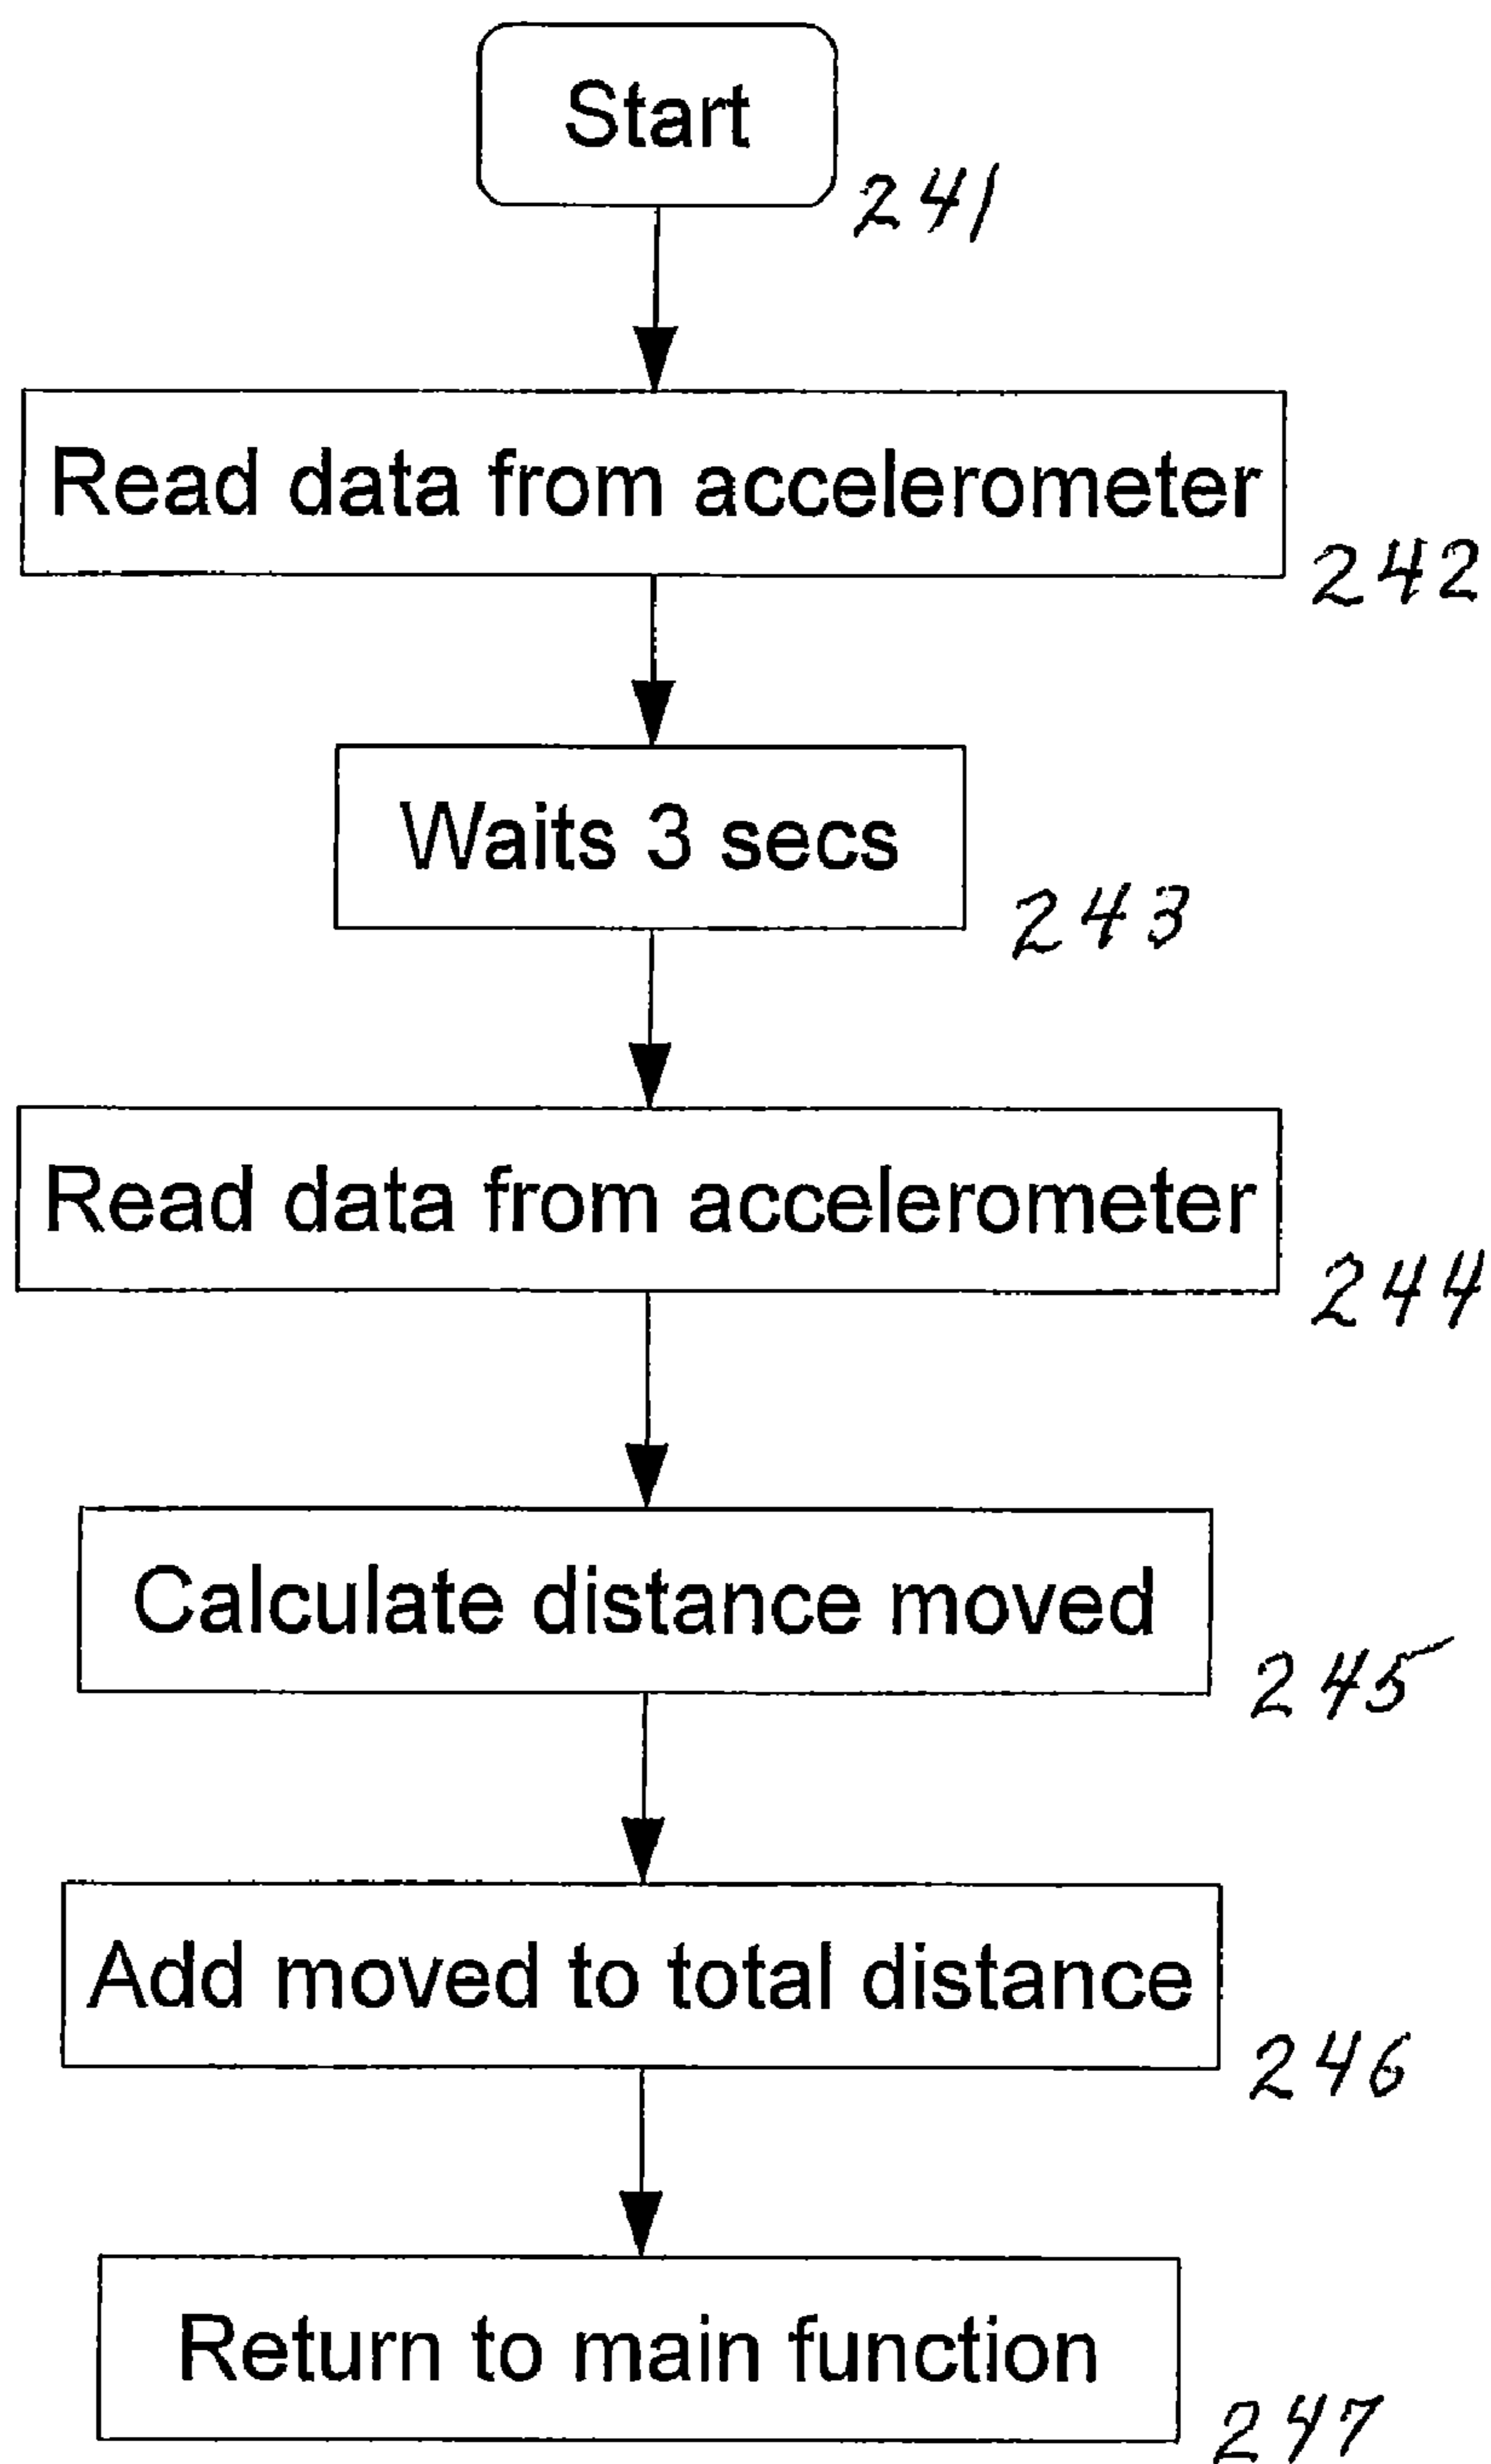 Start
241
Read data from accelerometer
242
Waits 3 secs
243
Read data from accelerometer
244
Calculate distance moved
245
Add moved to total distance
246
Return to main function
247